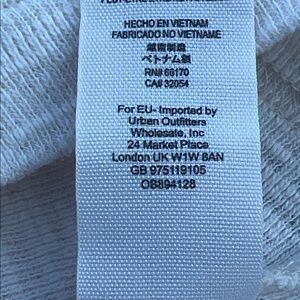 HECHO EN VIETNAM
FABRICADO NO VIETNAME
越南制造
ベトナム製
RN# 66170
CA# 32054
For EU- Imported by
Urban Outfitters
Wholesale, Inc
24 Market Place
London UK W1W 8AN
GB 975119105
OB894128